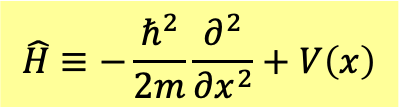 Ĥ ≡ −ℏ²/2m ∂²/∂x² + V(x)